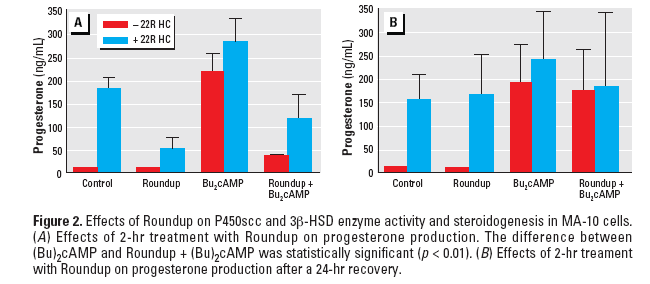 A
– 22R HC
+ 22R HC
Progesterone (ng/mL)
350
300
250
200
150
100
50
0
Control
Roundup
Bu₂cAMP
Roundup +
Bu₂cAMP
B
Progesterone (ng/mL)
350
300
250
200
150
100
50
0
Control
Roundup
Bu₂cAMP
Roundup +
Bu₂cAMP
Figure 2. Effects of Roundup on P450scc and 3β-HSD enzyme activity and steroidogenesis in MA-10 cells.
(A) Effects of 2-hr treatment with Roundup on progesterone production. The difference between
(Bu)₂cAMP and Roundup + (Bu)₂cAMP was statistically significant (p < 0.01). (B) Effects of 2-hr treament
with Roundup on progesterone production after a 24-hr recovery.